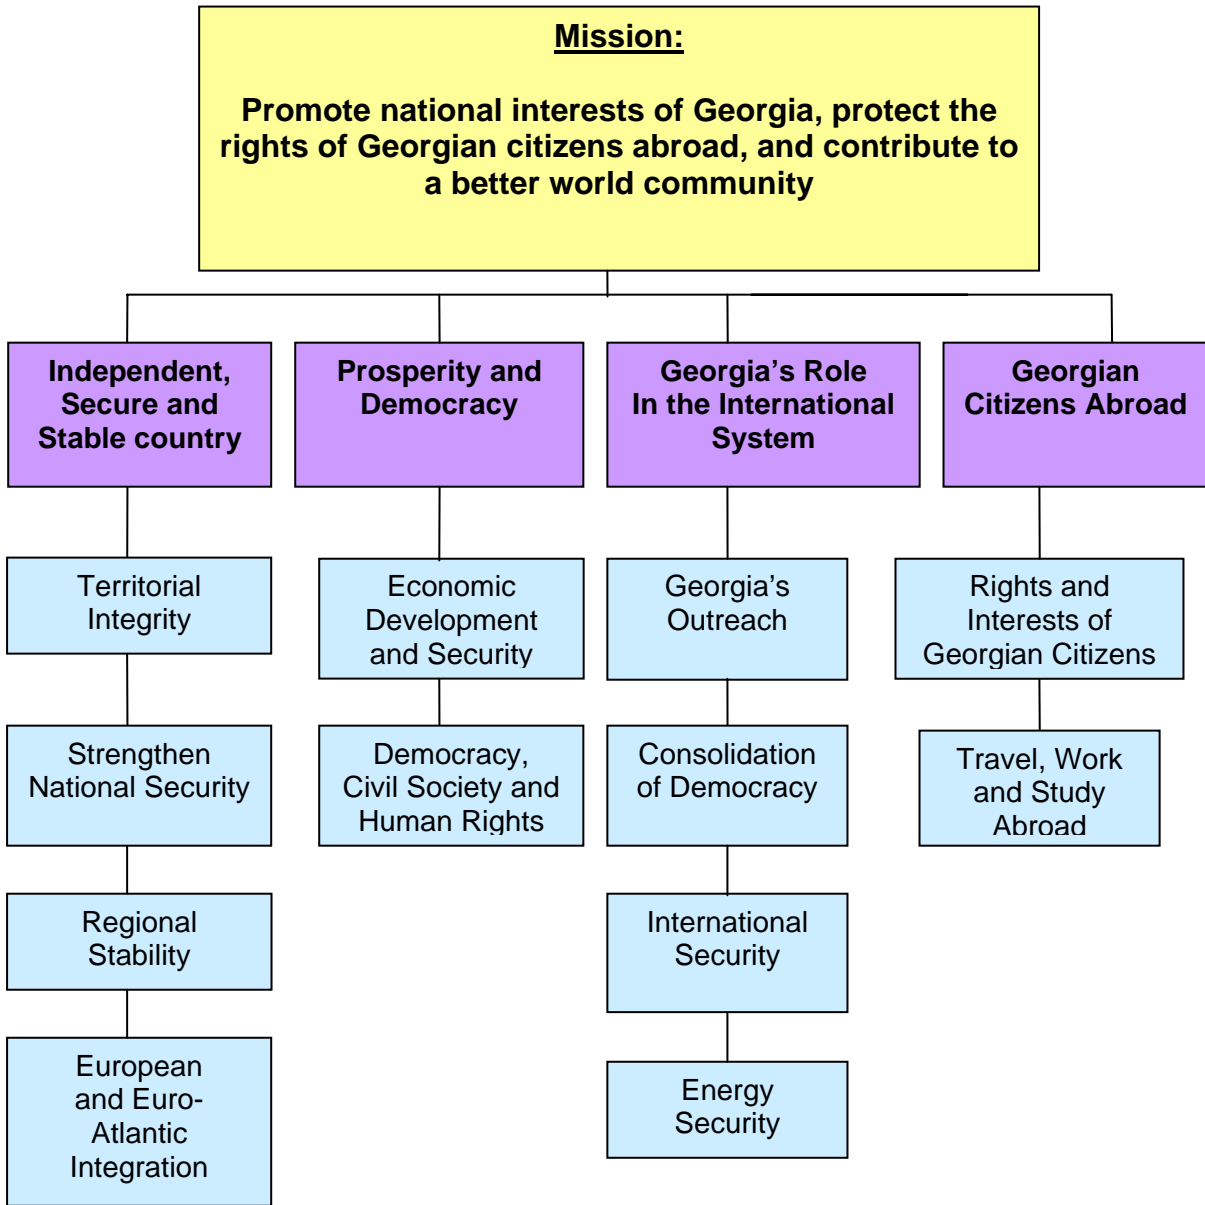 Mission:
Promote national interests of Georgia, protect the
rights of Georgian citizens abroad, and contribute to
a better world community
Independent,
Secure and
Stable country
Prosperity and
Democracy
Georgia’s Role
In the International
System
Georgian
Citizens Abroad
Territorial
Integrity
Economic
Development
and Security
Georgia’s
Outreach
Rights and
Interests of
Georgian Citizens
Strengthen
National Security
Democracy,
Civil Society and
Human Rights
Consolidation
of Democracy
Travel, Work
and Study
Abroad
Regional
Stability
International
Security
European
and Euro-
Atlantic
Integration
Energy
Security